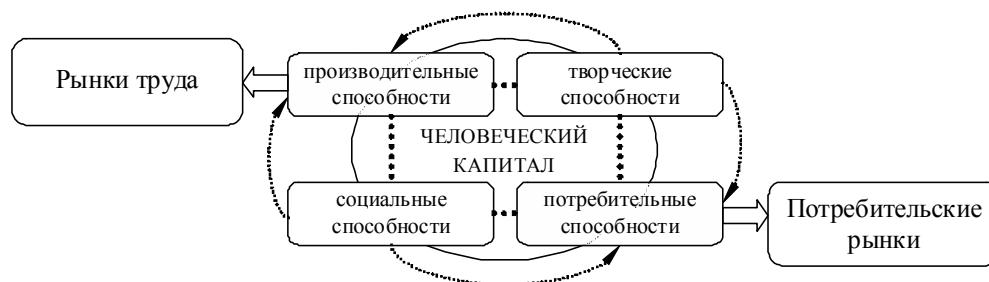 Рынки труда
производительные
способности
творческие
способности
ЧЕЛОВЕЧЕСКИЙ
КАПИТАЛ
социальные
способности
потребительные
способности
Потребительские
рынки